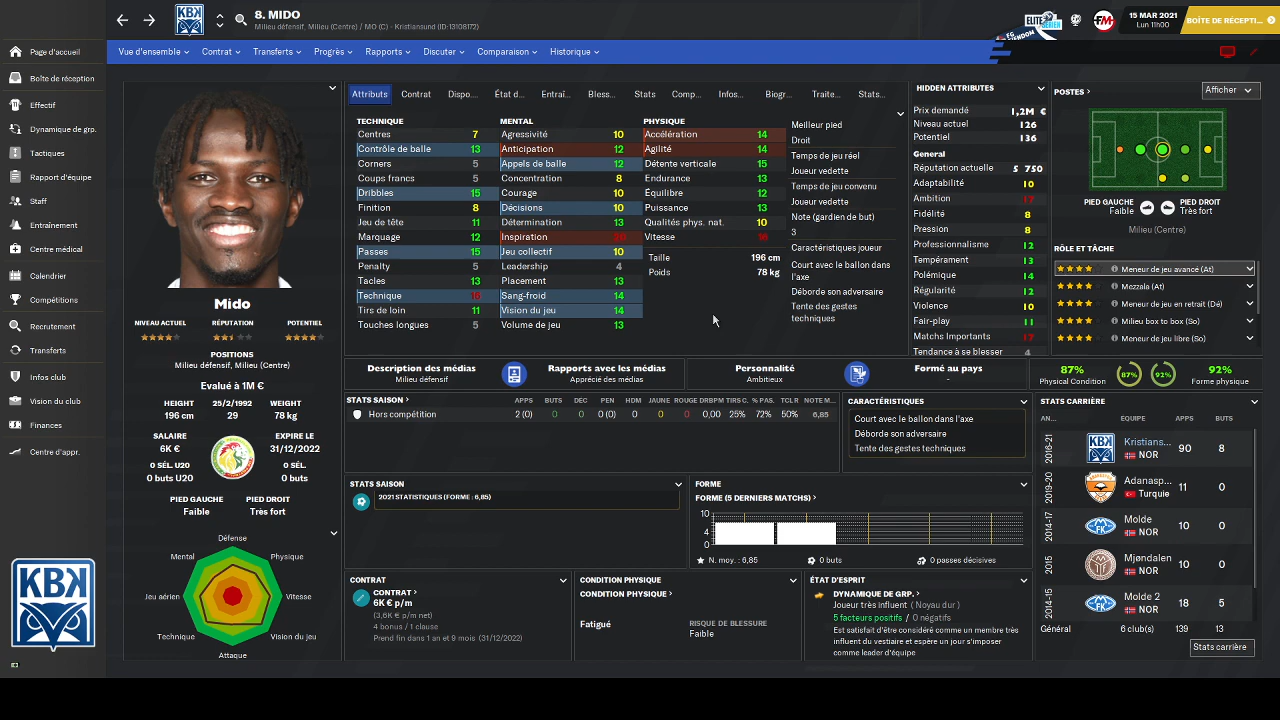 8. MIDO
Milieu défensif, Milieu (Centre) / MO (C) - Kristiansund (ID:13108172)
15 MAR 2021
Lun 11h00
BOÎTE DE RÉCEPTI...
Page d'accueil
Boîte de réception
Effectif
Dynamique de grp.
Tactiques
Rapport d'équipe
Staff
Entraînement
Centre médical
Calendrier
Compétitions
Recrutement
Transferts
Infos club
Vision du club
Finances
Centre d'appr.
Vue d'ensemble
Contrat
Transferts
Progrès
Rapports
Discuter
Comparaison
Historique
Mido
NIVEAU ACTUEL
RÉPUTATION
POTENTIEL
POSITIONS
Milieu défensif, Milieu (Centre)
Evalué à 1M €
HEIGHT
196 cm
25/2/1992
29
WEIGHT
78 kg
SALAIRE
6K €
EXPIRE LE
31/12/2022
0 SÉL. U20
0 buts U20
0 SÉL.
0 buts
PIED GAUCHE
Faible
PIED DROIT
Très fort
Défense
Mental
Physique
Jeu aérien
Vitesse
Technique
Vision du jeu
Attaque
KBK
Attributs
Contrat
Dispo...
État d...
Entraî...
Bless...
Stats
Comp...
Infos...
Biogr...
Traite...
Stats...
TECHNIQUE
Centres 7
Contrôle de balle 13
Corners 5
Coups francs 5
Dribbles 15
Finition 8
Jeu de tête 11
Marquage 12
Passes 15
Penalty 5
Tacles 13
Technique 16
Tirs de loin 11
Touches longues 5
MENTAL
Agressivité 10
Anticipation 12
Appels de balle 12
Concentration 8
Courage 10
Décisions 10
Détermination 13
Inspiration 20
Jeu collectif 10
Leadership 4
Placement 13
Sang-froid 14
Vision du jeu 14
Volume de jeu 13
PHYSIQUE
Accélération 14
Agilité 14
Détente verticale 15
Endurance 13
Équilibre 12
Puissance 13
Qualités phys. nat. 10
Vitesse 16
Taille 196 cm
Poids 78 kg
Meilleur pied
Droit
Temps de jeu réel
Joueur vedette
Temps de jeu convenu
Joueur vedette
Note (gardien de but)
3
Caractéristiques joueur
Court avec le ballon dans l'axe
Déborde son adversaire
Tente des gestes techniques
HIDDEN ATTRIBUTES
Prix demandé 1,2M €
Niveau actuel 126
Potentiel 136
General
Réputation actuelle 5 750
Adaptabilité 10
Ambition 17
Fidélité 8
Pression 8
Professionnalisme 12
Tempérament 13
Polémique 14
Régularité 12
Violence 10
Fair-play 11
Matchs Importants 17
Tendance à se blesser 4
POSTES
Afficher
PIED GAUCHE
Faible
PIED DROIT
Très fort
Milieu (Centre)
RÔLE ET TÂCHE
Meneur de jeu avancé (At)
Mezzala (At)
Meneur de jeu en retrait (Dé)
Milieu box to box (So)
Meneur de jeu libre (So)
Description des médias
Milieu défensif
Rapports avec les médias
Apprécié des médias
Personnalité
Ambitieux
Formé au pays
-
87%
Physical Condition
87%
92%
92%
Forme physique
STATS SAISON
APPS BUTS DÉC PEN HDM JAUNE ROUGE DRBPM TIRS C. % PAS. TCL R NOTE M...
Hors compétition 2 (0) 0 0 0 (0) 0 0 0 0,00 25% 72% 50% 6,85
CARACTÉRISTIQUES
Court avec le ballon dans l'axe
Déborde son adversaire
Tente des gestes techniques
STATS CARRIÈRE
AN... EQUIPE APPS BUTS
2016-21 Kristians... NOR 90 8
2019-20 Adanasp... Turquie 11 0
2014-17 Molde NOR 10 0
2015 Mjøndalen NOR 10 0
2014-15 Molde 2 NOR 18 5
Général 6 club(s) 139 13
Stats carrière
STATS SAISON
2021 STATISTIQUES (FORME : 6,85)
FORME
FORME (5 DERNIERS MATCHS)
10
4
0
N. moy. : 6,85
0 buts
0 passes décisives
CONTRAT
CONTRAT
6K € p/m
(3,6K € p/m net)
4 bonus / 1 clause
Prend fin dans 1 an et 9 mois (31/12/2022)
CONDITION PHYSIQUE
CONDITION PHYSIQUE
Fatigué
RISQUE DE BLESSURE
Faible
ÉTAT D'ESPRIT
DYNAMIQUE DE GRP.
Joueur très influent ( Noyau dur )
5 facteurs positifs / 0 négatifs
Est satisfait d'être considéré comme un membre très
influent du vestiaire et espère un jour s'imposer
comme leader d'équipe